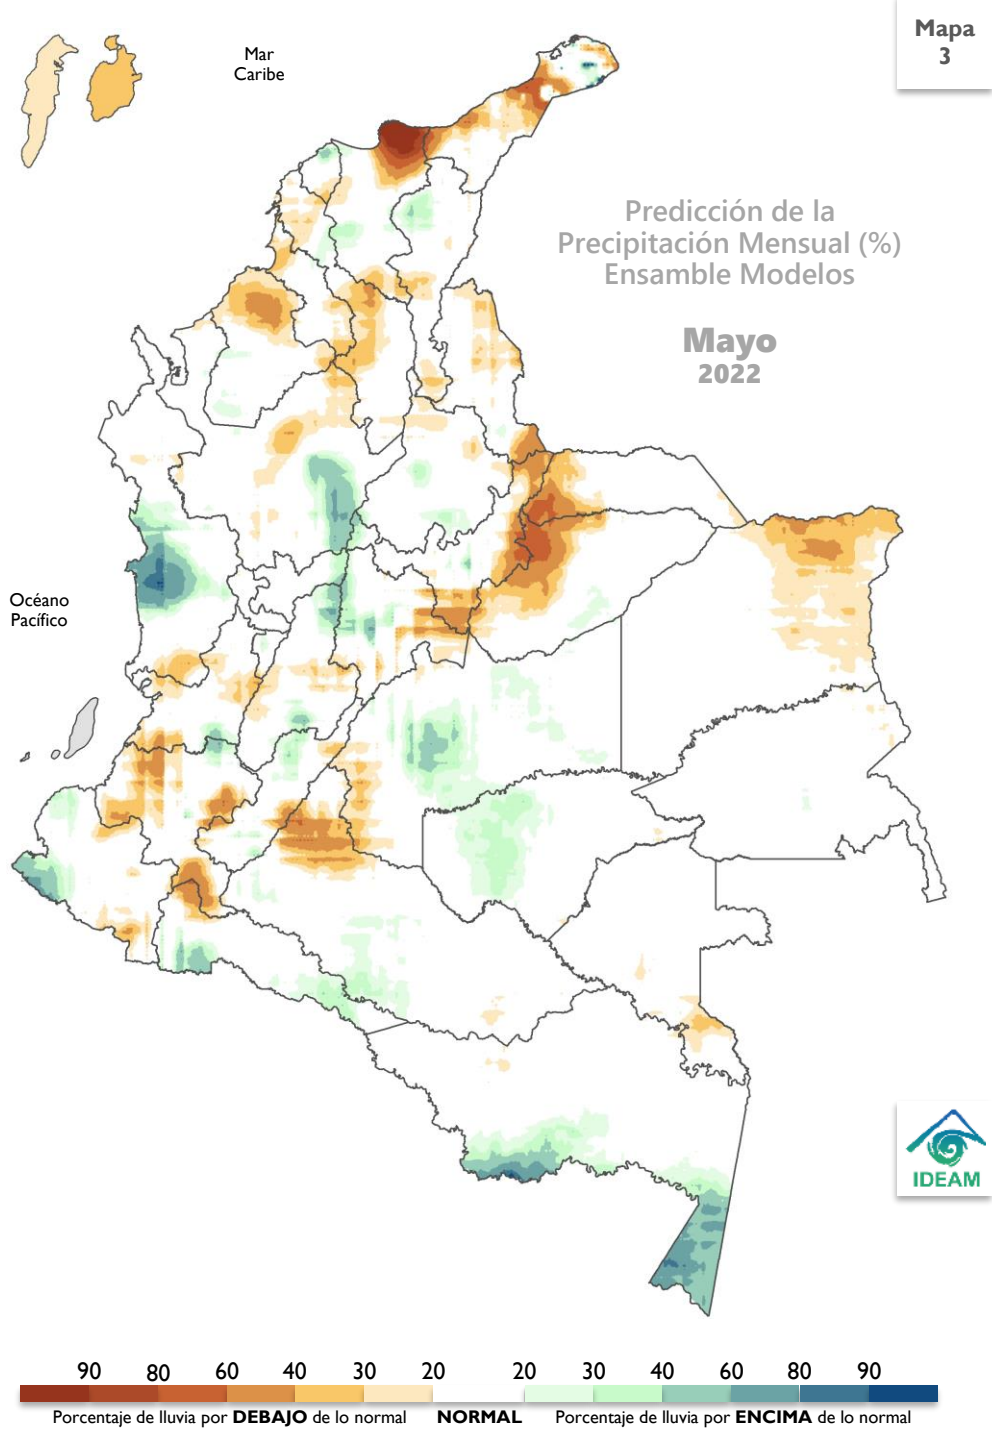 Mapa
3
Mar
Caribe
Predicción de la
Precipitación Mensual (%)
Ensamble Modelos
Mayo
2022
Océano
Pacífico
IDEAM
90 80 60 40 30 20 20 30 40 60 80 90
Porcentaje de lluvia por DEBAJO de lo normal NORMAL Porcentaje de lluvia por ENCIMA de lo normal